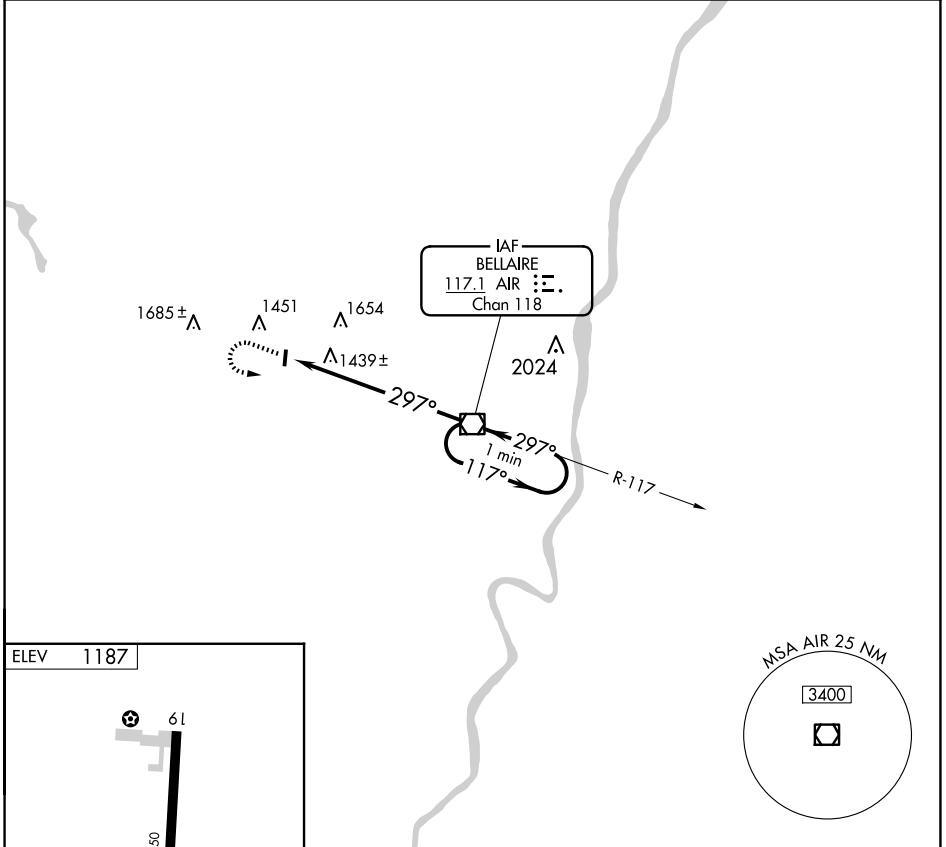 IAF
BELLAIRE
117.1 AIR
Chan 118
1685 ±
1451
1654
1439 ±
2024
297°
297°
1 min
117°
R-117
ELEV 1187
19
50
MSA AIR 25 NM
3400